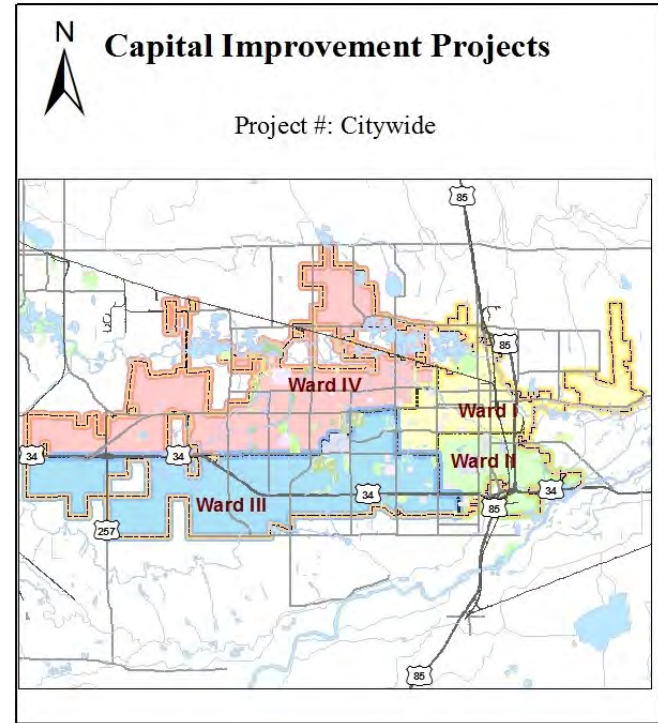 N
Capital Improvement Projects
Project #: Citywide
85
85
Ward IV
Ward I
34
34
Ward II
Ward III
34
34
85
257
85